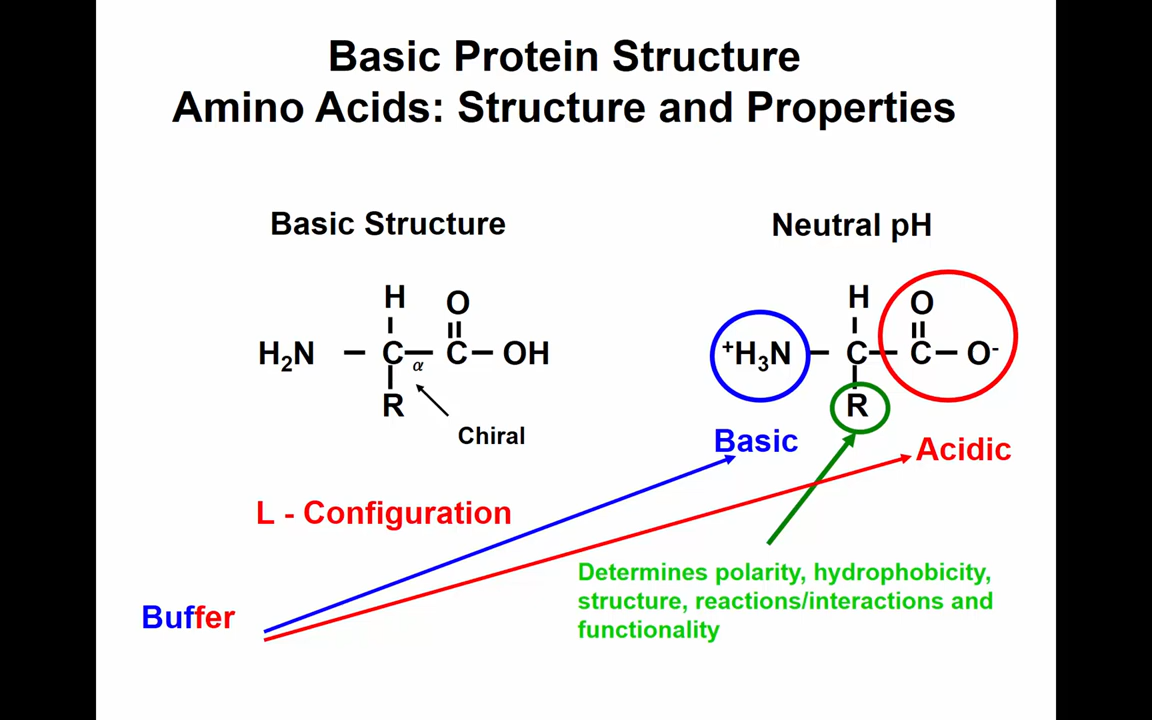 Basic Protein Structure
Amino Acids: Structure and Properties
Basic Structure
H O
H₂N – C – C – OH
α
R
Chiral
L - Configuration
Buffer
Neutral pH
H O
⁺H₃N – C – C – O⁻
R
Basic
Acidic
Determines polarity, hydrophobicity,
structure, reactions/interactions and
functionality